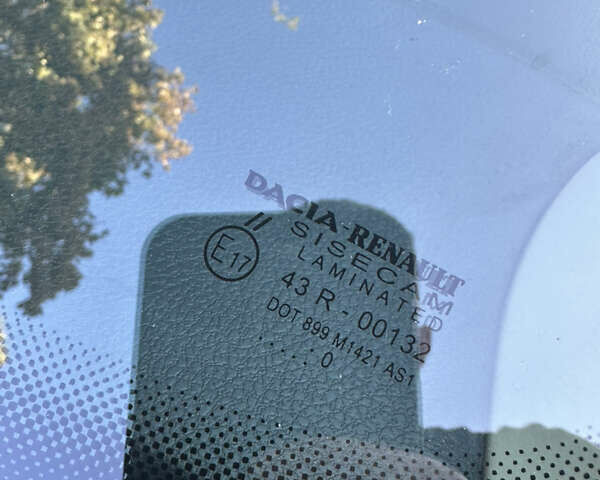 DACIA-RENAULT
// SISECAM
LAMINATED
E17
43 R - 00132
DOT 899 M1421 AS1
.....0